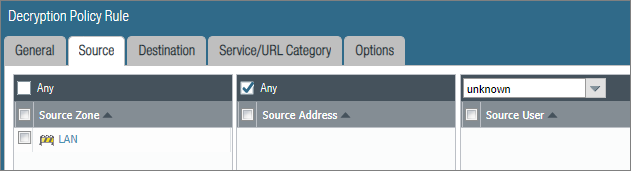 Decryption Policy Rule
General Source Destination Service/URL Category Options
Any Any unknown
Source Zone Source Address Source User
LAN